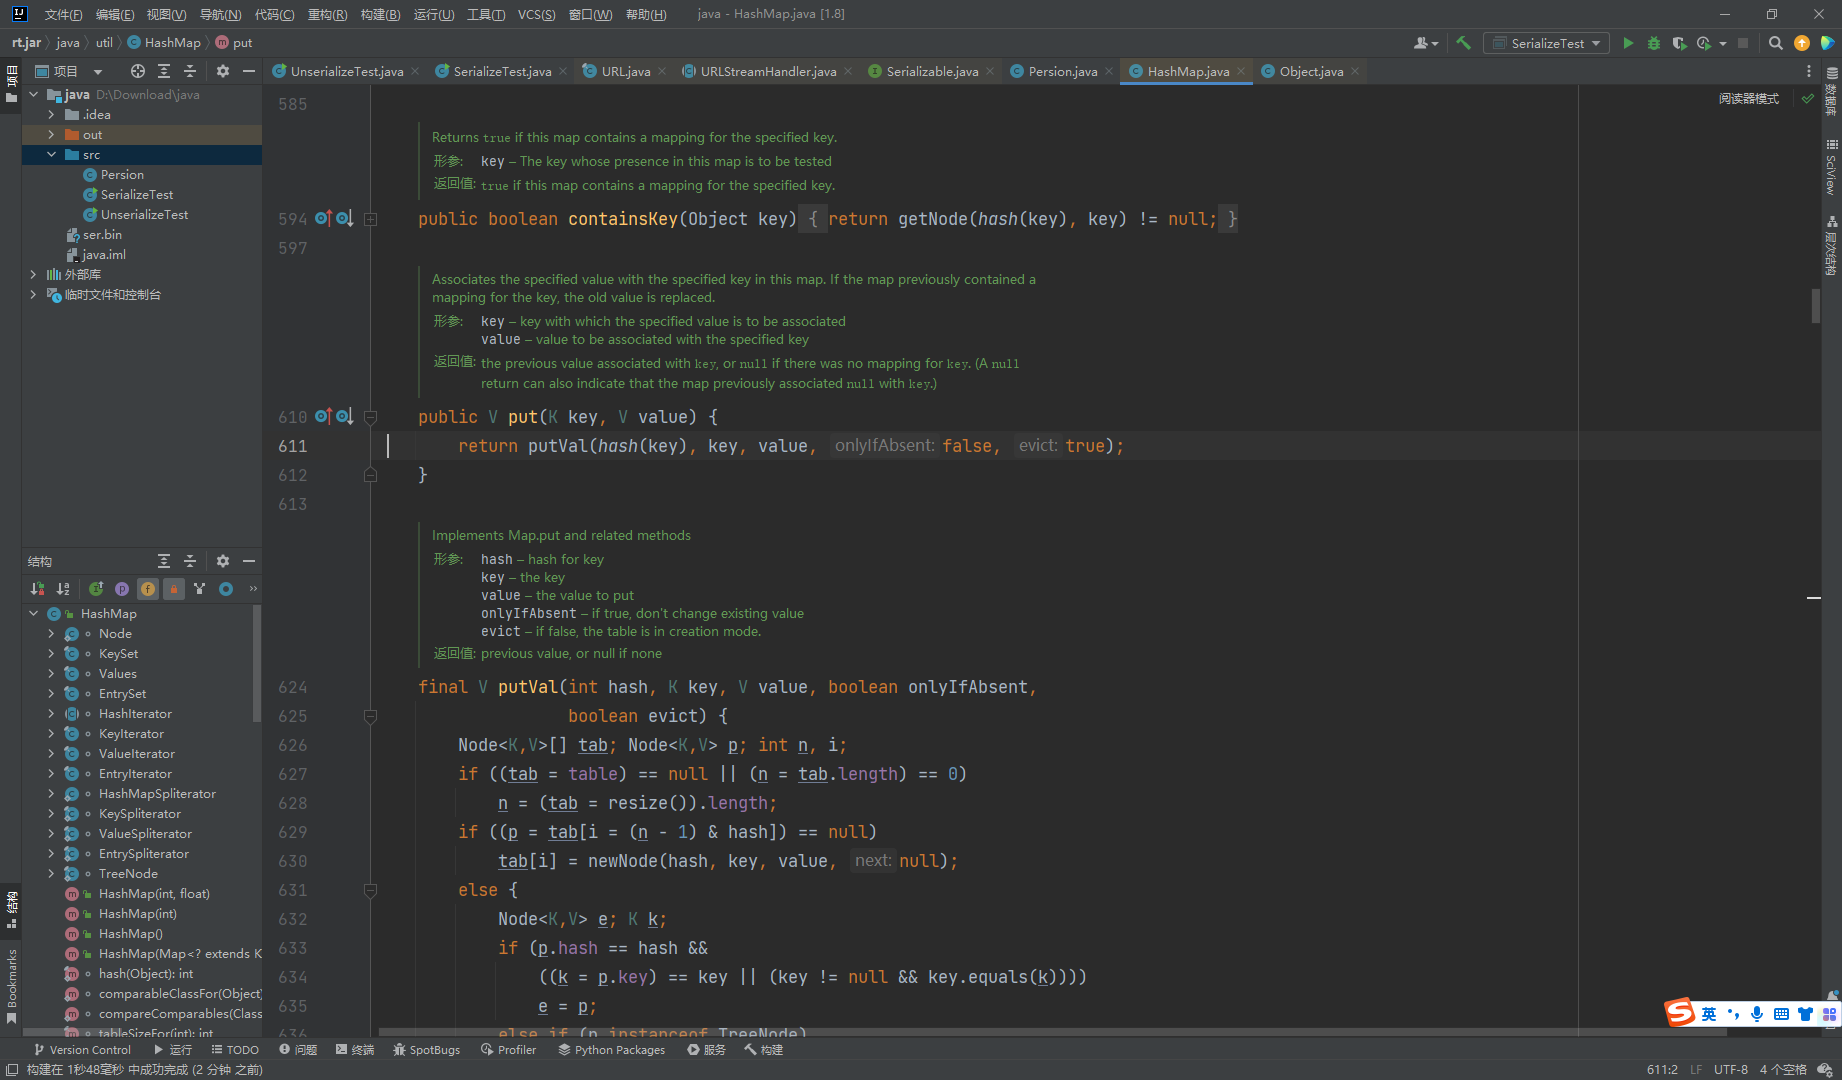 文件(F) 编辑(E) 视图(V) 导航(N) 代码(C) 重构(R) 构建(B) 运行(U) 工具(T) VCS(S) 窗口(W) 帮助(H) java - HashMap.java [1.8]
rt.jar java util HashMap put SerializeTest
项目
项目
UnserializeTest.java SerializeTest.java URL.java URLStreamHandler.java Serializable.java Persion.java HashMap.java Object.java
java D:\Download\java
.idea
out
src
Persion
SerializeTest
UnserializeTest
ser.bin
java.iml
外部库
临时文件和控制台
结构
HashMap
Node
KeySet
Values
EntrySet
HashIterator
KeyIterator
ValueIterator
EntryIterator
HashMapSpliterator
KeySpliterator
ValueSpliterator
EntrySpliterator
TreeNode
HashMap(int, float)
HashMap(int)
HashMap()
HashMap(Map<? extends K
hash(Object): int
comparableClassFor(Object)
compareComparables(Class
tableSizeFor(int): int
结构
Bookmarks
阅读器模式
585
Returns true if this map contains a mapping for the specified key.
形参: key – The key whose presence in this map is to be tested
返回值: true if this map contains a mapping for the specified key.
594 public boolean containsKey(Object key) { return getNode(hash(key), key) != null; }
597
Associates the specified value with the specified key in this map. If the map previously contained a
mapping for the key, the old value is replaced.
形参: key – key with which the specified value is to be associated
value – value to be associated with the specified key
返回值: the previous value associated with key, or null if there was no mapping for key. (A null
return can also indicate that the map previously associated null with key.)
610 public V put(K key, V value) {
611 return putVal(hash(key), key, value, onlyIfAbsent: false, evict: true);
612 }
613
Implements Map.put and related methods
形参: hash – hash for key
key – the key
value – the value to put
onlyIfAbsent – if true, don't change existing value
evict – if false, the table is in creation mode.
返回值: previous value, or null if none
624 final V putVal(int hash, K key, V value, boolean onlyIfAbsent,
625 boolean evict) {
626 Node<K,V>[] tab; Node<K,V> p; int n, i;
627 if ((tab = table) == null || (n = tab.length) == 0)
628 n = (tab = resize()).length;
629 if ((p = tab[i = (n - 1) & hash]) == null)
630 tab[i] = newNode(hash, key, value, next: null);
631 else {
632 Node<K,V> e; K k;
633 if (p.hash == hash &&
634 ((k = p.key) == key || (key != null && key.equals(k))))
635 e = p;
636 else if (p instanceof TreeNode)
数据库
SciView
层次结构
英
Version Control 运行 TODO 问题 终端 SpotBugs Profiler Python Packages 服务 构建
构建在 1秒48毫秒 中成功完成 (2 分钟 之前) 611:2 LF UTF-8 4 个空格